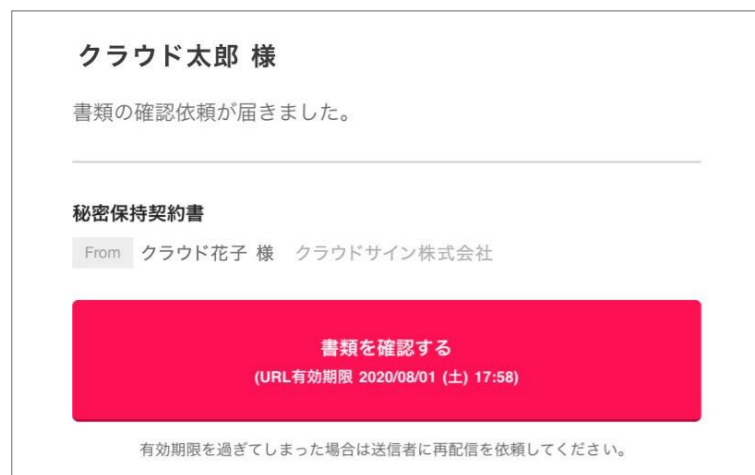 クラウド太郎 様
書類の確認依頼が届きました。
秘密保持契約書
From クラウド花子 様 クラウドサイン株式会社
書類を確認する
(URL有効期限 2020/08/01 (土) 17:58)
有効期限を過ぎてしまった場合は送信者に再配信を依頼してください。